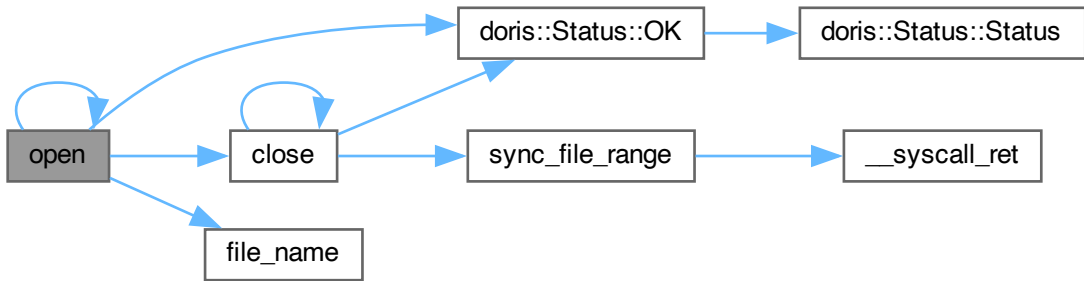 doris::Status::OK
doris::Status::Status
open
close
sync_file_range
__syscall_ret
file_name